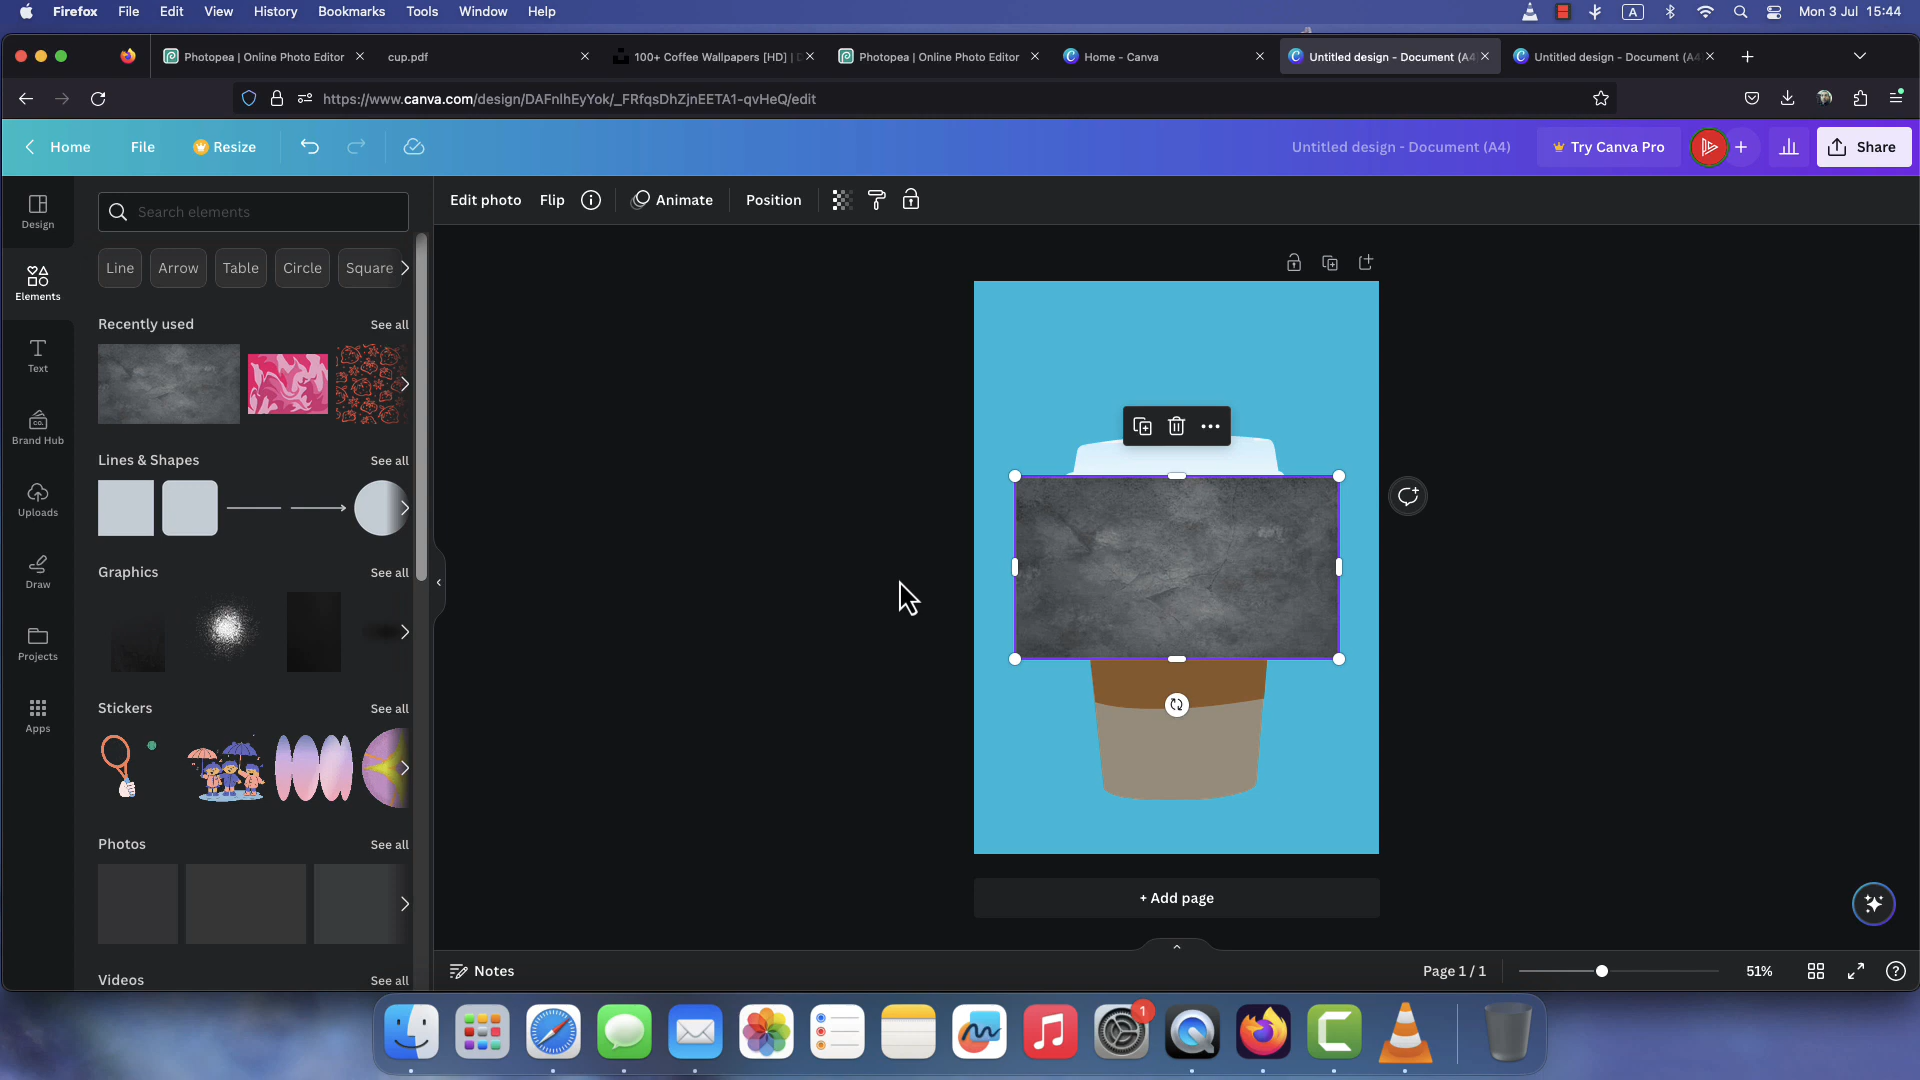 Firefox File Edit View History Bookmarks Tools Window Help A Mon 3 Jul 15:44
Photopea | Online Photo Editor cup.pdf 100+ Coffee Wallpapers [HD] | Photopea | Online Photo Editor Home - Canva Untitled design - Document (A4 Untitled design - Document (A4
https://www.canva.com/design/DAFnlhEyYok/_FRfqsDhZjnEETA1-qvHeQ/edit
Home File Resize Untitled design - Document (A4) Try Canva Pro Share
Edit photo Flip Animate Position
Search elements
Line Arrow Table Circle Square
Design
Elements
Text
Brand Hub
Uploads
Draw
Projects
Apps
Recently used See all
Lines & Shapes See all
Graphics See all
Stickers See all
Photos See all
Videos See all
+ Add page
Notes Page 1 / 1 51%
1